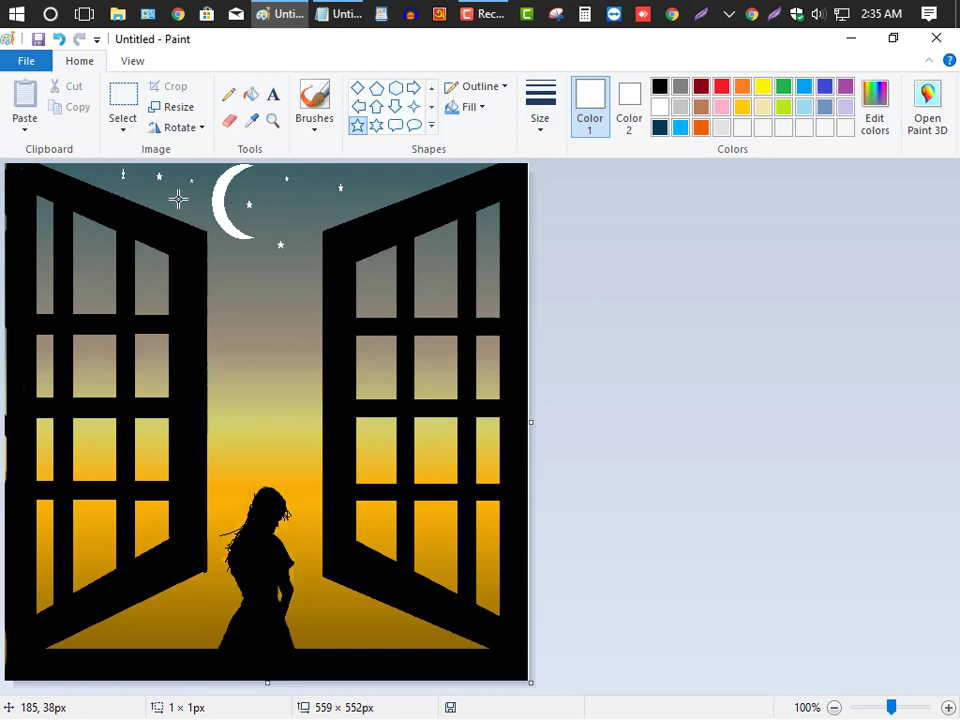 Unti...
Unti...
Rec...
2:35 AM
Untitled - Paint
File
Home
View
Paste
Cut
Copy
Clipboard
Select
Crop
Resize
Rotate
Image
A
Tools
Brushes
Outline
Fill
Shapes
Size
Color 1
Color 2
Edit colors
Colors
Open Paint 3D
185, 38px
1 × 1px
559 × 552px
100%